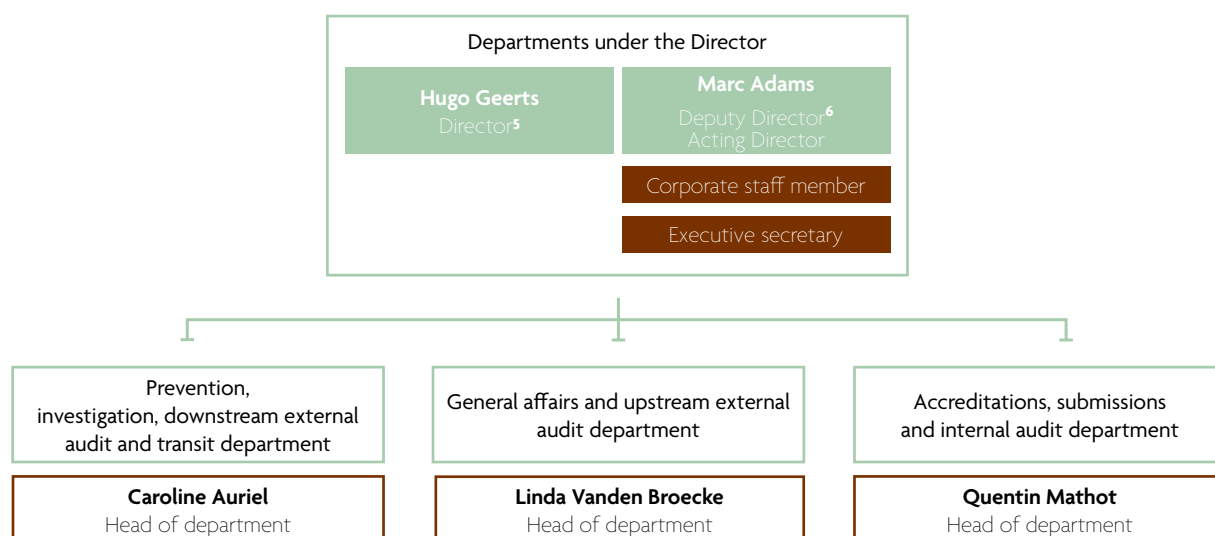 Departments under the Director
Hugo Geerts
Director5
Marc Adams
Deputy Director6
Acting Director
Corporate staff member
Executive secretary
Prevention,
investigation, downstream external
audit and transit department
Caroline Auriel
Head of department
General affairs and upstream external
audit department
Linda Vanden Broecke
Head of department
Accreditations, submissions
and internal audit department
Quentin Mathot
Head of department